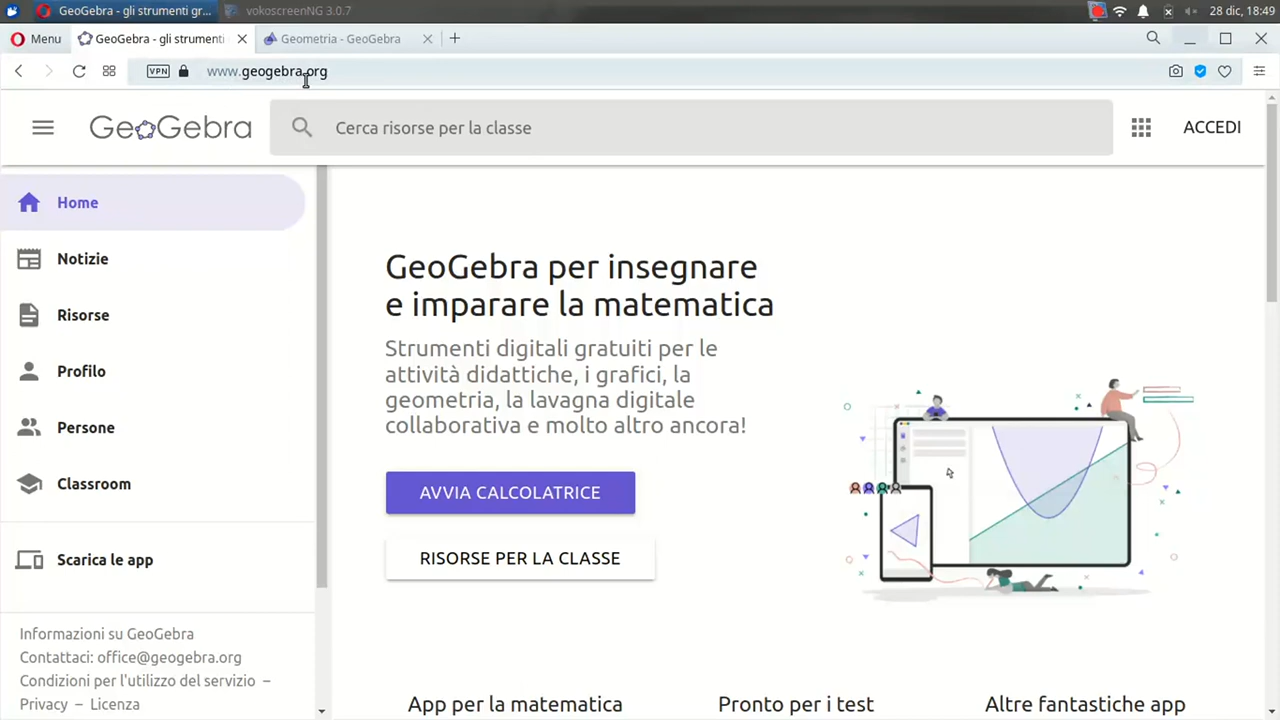 GeoGebra - gli strumenti gr...
vokoscreenNG 3.0.7
28 dic, 18:49
Menu
GeoGebra - gli strumenti
Geometria - GeoGebra
VPN
www.geogebra.org
GeoGebra
Cerca risorse per la classe
ACCEDI
Home
Notizie
Risorse
Profilo
Persone
Classroom
Scarica le app
Informazioni su GeoGebra
Contattaci: office@geogebra.org
Condizioni per l'utilizzo del servizio –
Privacy – Licenza
GeoGebra per insegnare
e imparare la matematica
Strumenti digitali gratuiti per le
attività didattiche, i grafici, la
geometria, la lavagna digitale
collaborativa e molto altro ancora!
AVVIA CALCOLATRICE
RISORSE PER LA CLASSE
App per la matematica
Pronto per i test
Altre fantastiche app